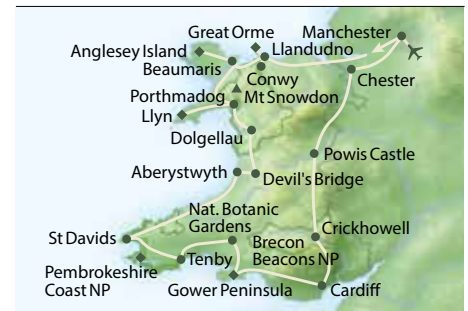 Great Orme
Manchester
Anglesey Island
Llandudno
Beaumaris
Conwy
Chester
Porthmadog
Mt Snowdon
Llyn
Dolgellau
Powis Castle
Aberystwyth
Devil's Bridge
Nat. Botanic
Gardens
St Davids
Brecon
Beacons NP
Crickhowell
Pembrokeshire
Coast NP
Tenby
Gower Peninsula
Cardiff